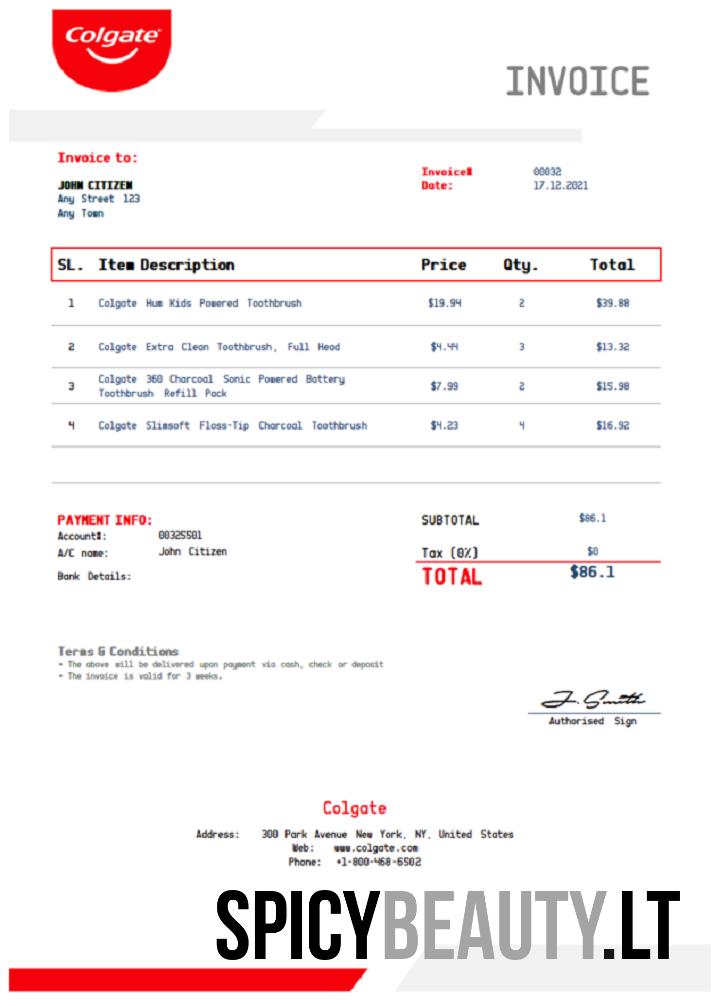 Colgate
INVOICE
Invoice to:
JOHN CITIZEN
Any Street 123
Any Town
Invoice# 00032
Date: 17.12.2021
SL. Item Description Price Qty. Total
1 Colgate Hum Kids Powered Toothbrush $19.94 2 $39.88
2 Colgate Extra Clean Toothbrush, Full Head $4.44 3 $13.32
3 Colgate 360 Charcoal Sonic Powered Battery
Toothbrush Refill Pack $7.99 2 $15.98
4 Colgate Slimsoft Floss-Tip Charcoal Toothbrush $4.23 4 $16.92
PAYMENT INFO:
Account#: 00325501
A/C name: John Citizen
Bank Details:
SUBTOTAL $86.1
Tax (0%) $0
TOTAL $86.1
Terms & Conditions
- The above will be delivered upon payment via cash, check or deposit
- The invoice is valid for 3 weeks.
J. Smith
Authorised Sign
Colgate
Address: 300 Park Avenue New York, NY, United States
Web: www.colgate.com
Phone: +1-800-468-6502
SPICYBEAUTY.LT